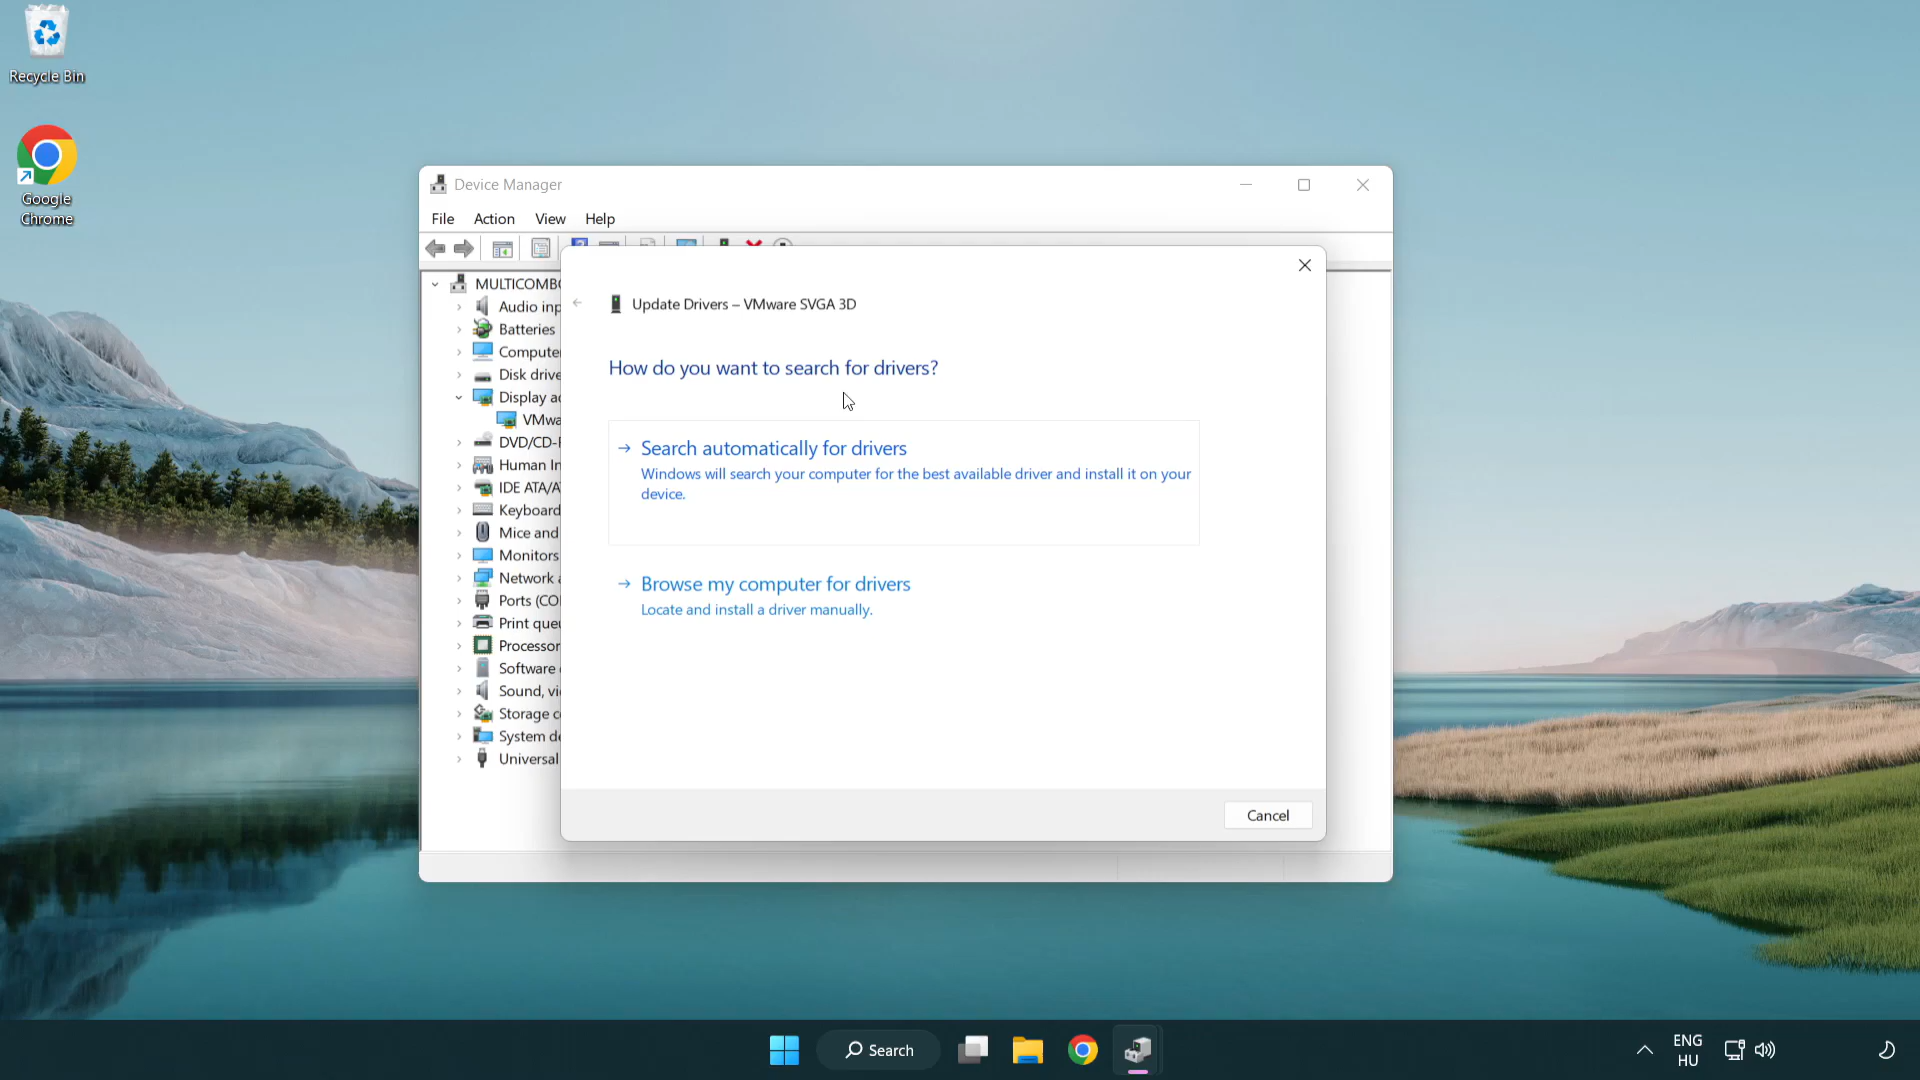 Recycle Bin
Google
Chrome
Device Manager
File Action View Help
MULTICOMBO
Audio inp
Batteries
Compute
Disk drive
Display a
VMwa
DVD/CD-
Human In
IDE ATA/A
Keyboard
Mice and
Monitors
Network a
Ports (CO
Print que
Processor
Software
Sound, vi
Storage c
System de
Universal
Update Drivers – VMware SVGA 3D
How do you want to search for drivers?
Search automatically for drivers
Windows will search your computer for the best available driver and install it on your
device.
Browse my computer for drivers
Locate and install a driver manually.
Cancel
Search
ENG
HU